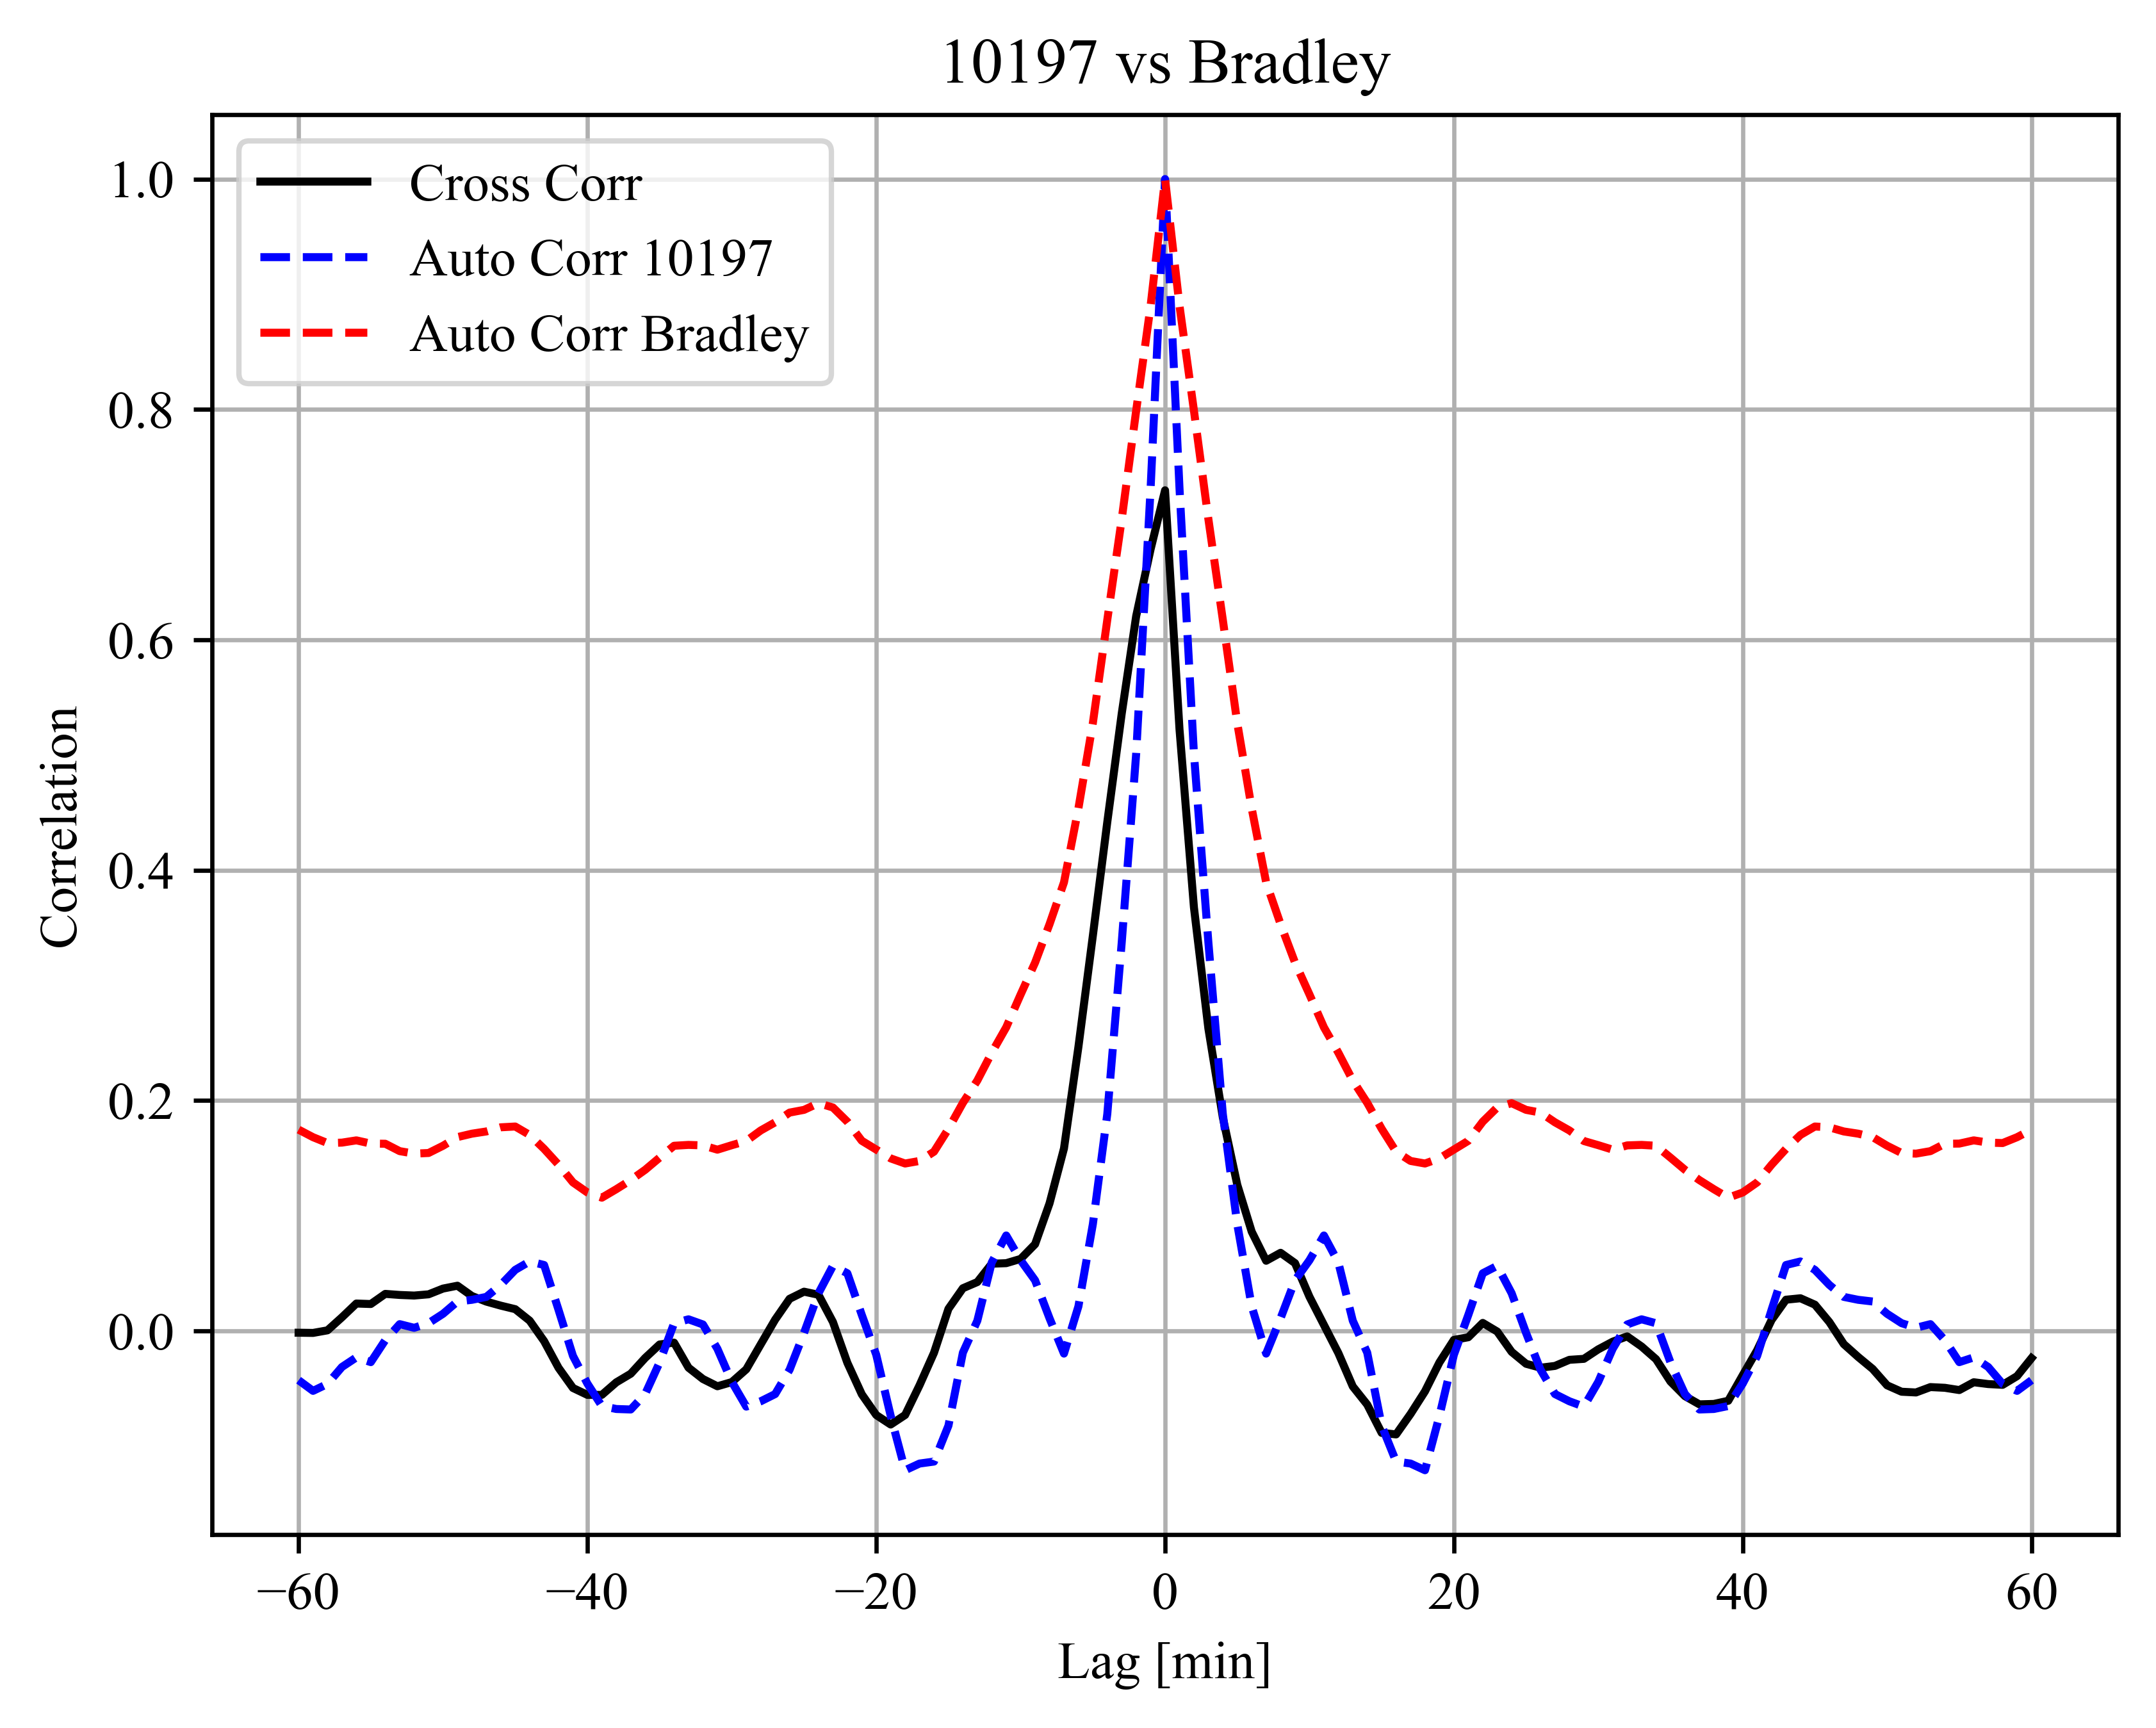 10197 vs Bradley
Cross Corr
Auto Corr 10197
Auto Corr Bradley
1.0
0.8
0.6
0.4
0.2
0.0
Correlation
−60 −40 −20 0 20 40 60
Lag [min]